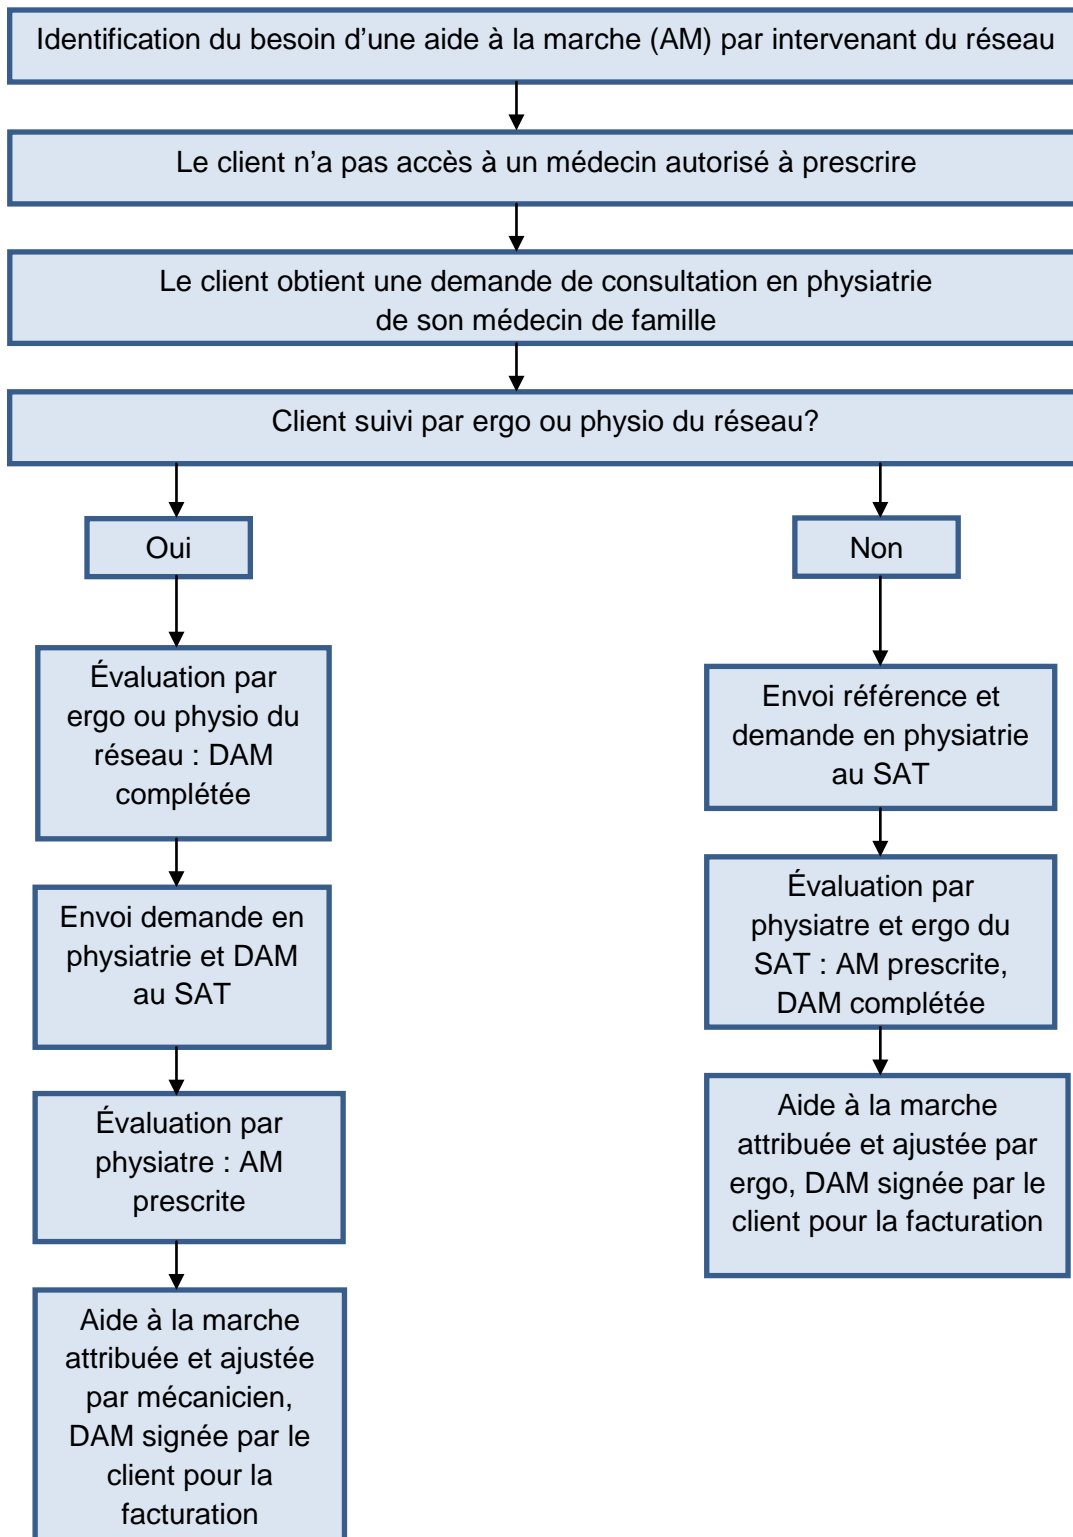 Identification du besoin d’une aide à la marche (AM) par intervenant du réseau
Le client n’a pas accès à un médecin autorisé à prescrire
Le client obtient une demande de consultation en physiatrie
de son médecin de famille
Client suivi par ergo ou physio du réseau?
Oui
Évaluation par
ergo ou physio du
réseau : DAM
complétée
Envoi demande en
physiatrie et DAM
au SAT
Évaluation par
physiatre : AM
prescrite
Aide à la marche
attribuée et ajustée
par mécanicien,
DAM signée par le
client pour la
facturation
Non
Envoi référence et
demande en physiatrie
au SAT
Évaluation par
physiatre et ergo du
SAT : AM prescrite,
DAM complétée
Aide à la marche
attribuée et ajustée par
ergo, DAM signée par le
client pour la facturation